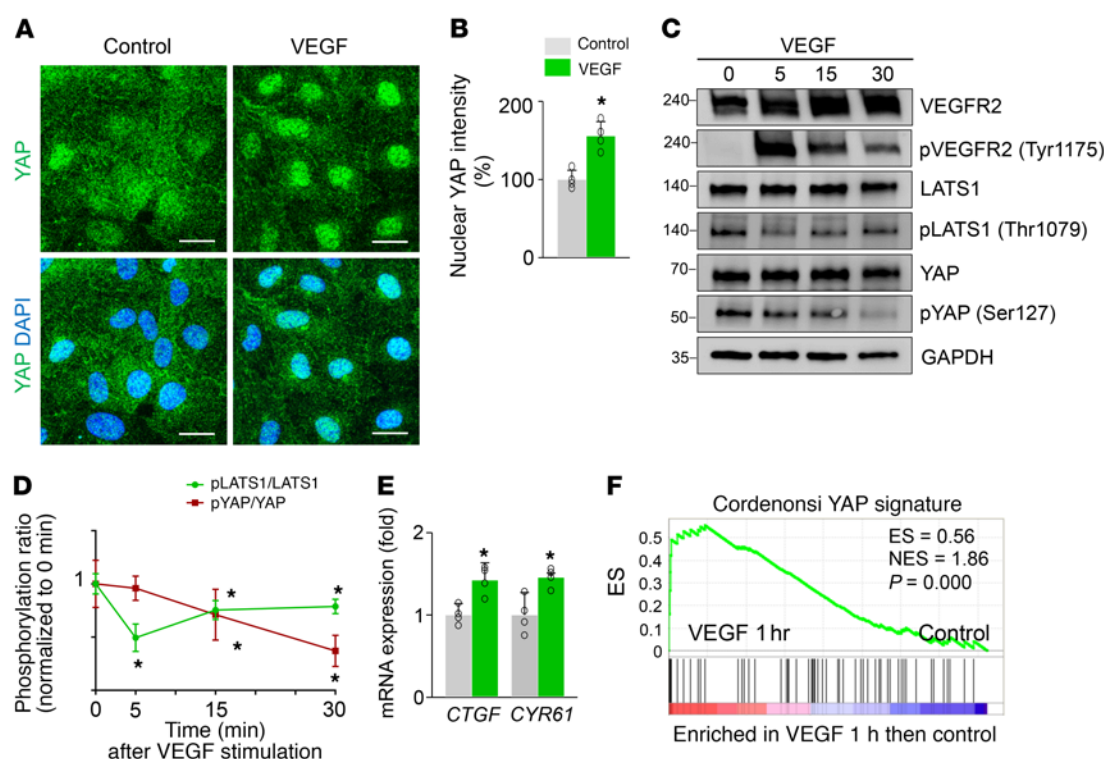 A
Control
VEGF
YAP
YAP DAPI
B
Control
VEGF
Nuclear YAP intensity
(%)
200
100
0
*
C
VEGF
0 5 15 30
240 VEGFR2
240 pVEGFR2 (Tyr1175)
140 LATS1
140 pLATS1 (Thr1079)
70 YAP
50 pYAP (Ser127)
35 GAPDH
D
pLATS1/LATS1
pYAP/YAP
Phosphorylation ratio
(normalized to 0 min)
1
*
*
*
*
*
0 5 15 30
Time (min)
after VEGF stimulation
E
mRNA expression (fold)
2
1
0
* *
CTGF CYR61
F
Cordenonsi YAP signature
ES
0.5
0.4
0.3
0.2
0.1
0
ES = 0.56
NES = 1.86
P = 0.000
VEGF 1hr Control
Enriched in VEGF 1 h then control